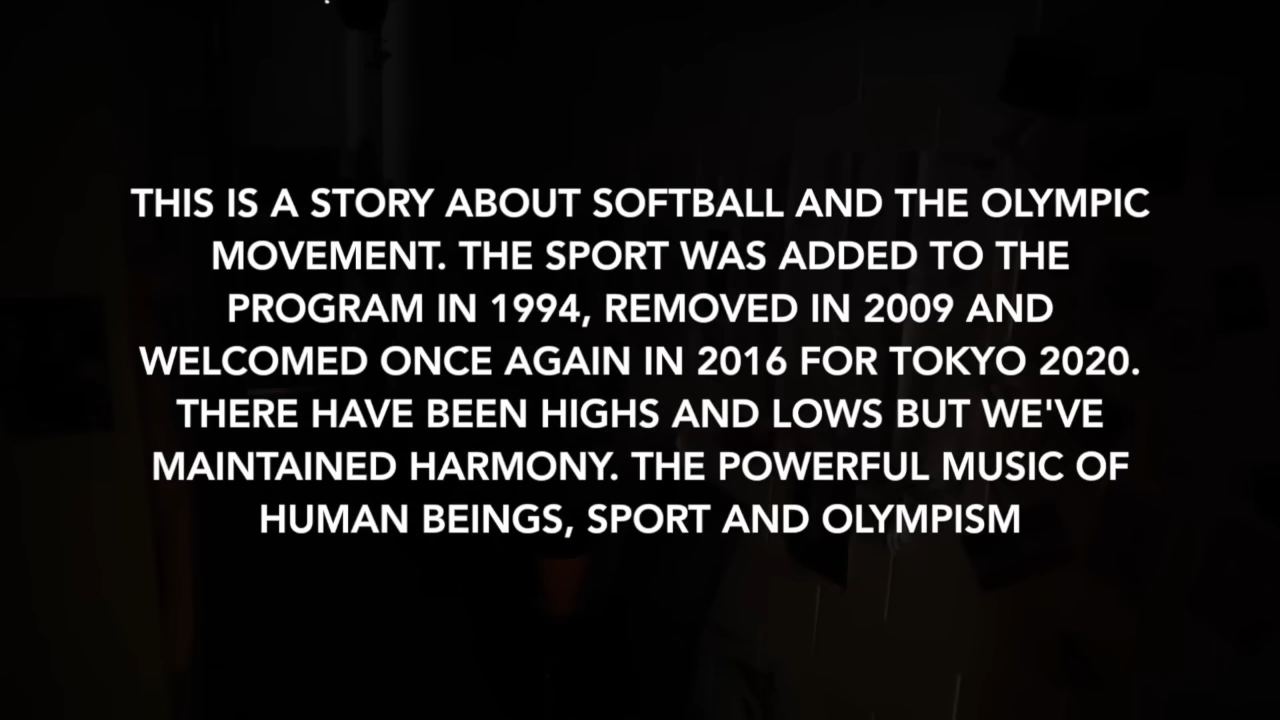 THIS IS A STORY ABOUT SOFTBALL AND THE OLYMPIC
MOVEMENT. THE SPORT WAS ADDED TO THE
PROGRAM IN 1994, REMOVED IN 2009 AND
WELCOMED ONCE AGAIN IN 2016 FOR TOKYO 2020.
THERE HAVE BEEN HIGHS AND LOWS BUT WE'VE
MAINTAINED HARMONY. THE POWERFUL MUSIC OF
HUMAN BEINGS, SPORT AND OLYMPISM